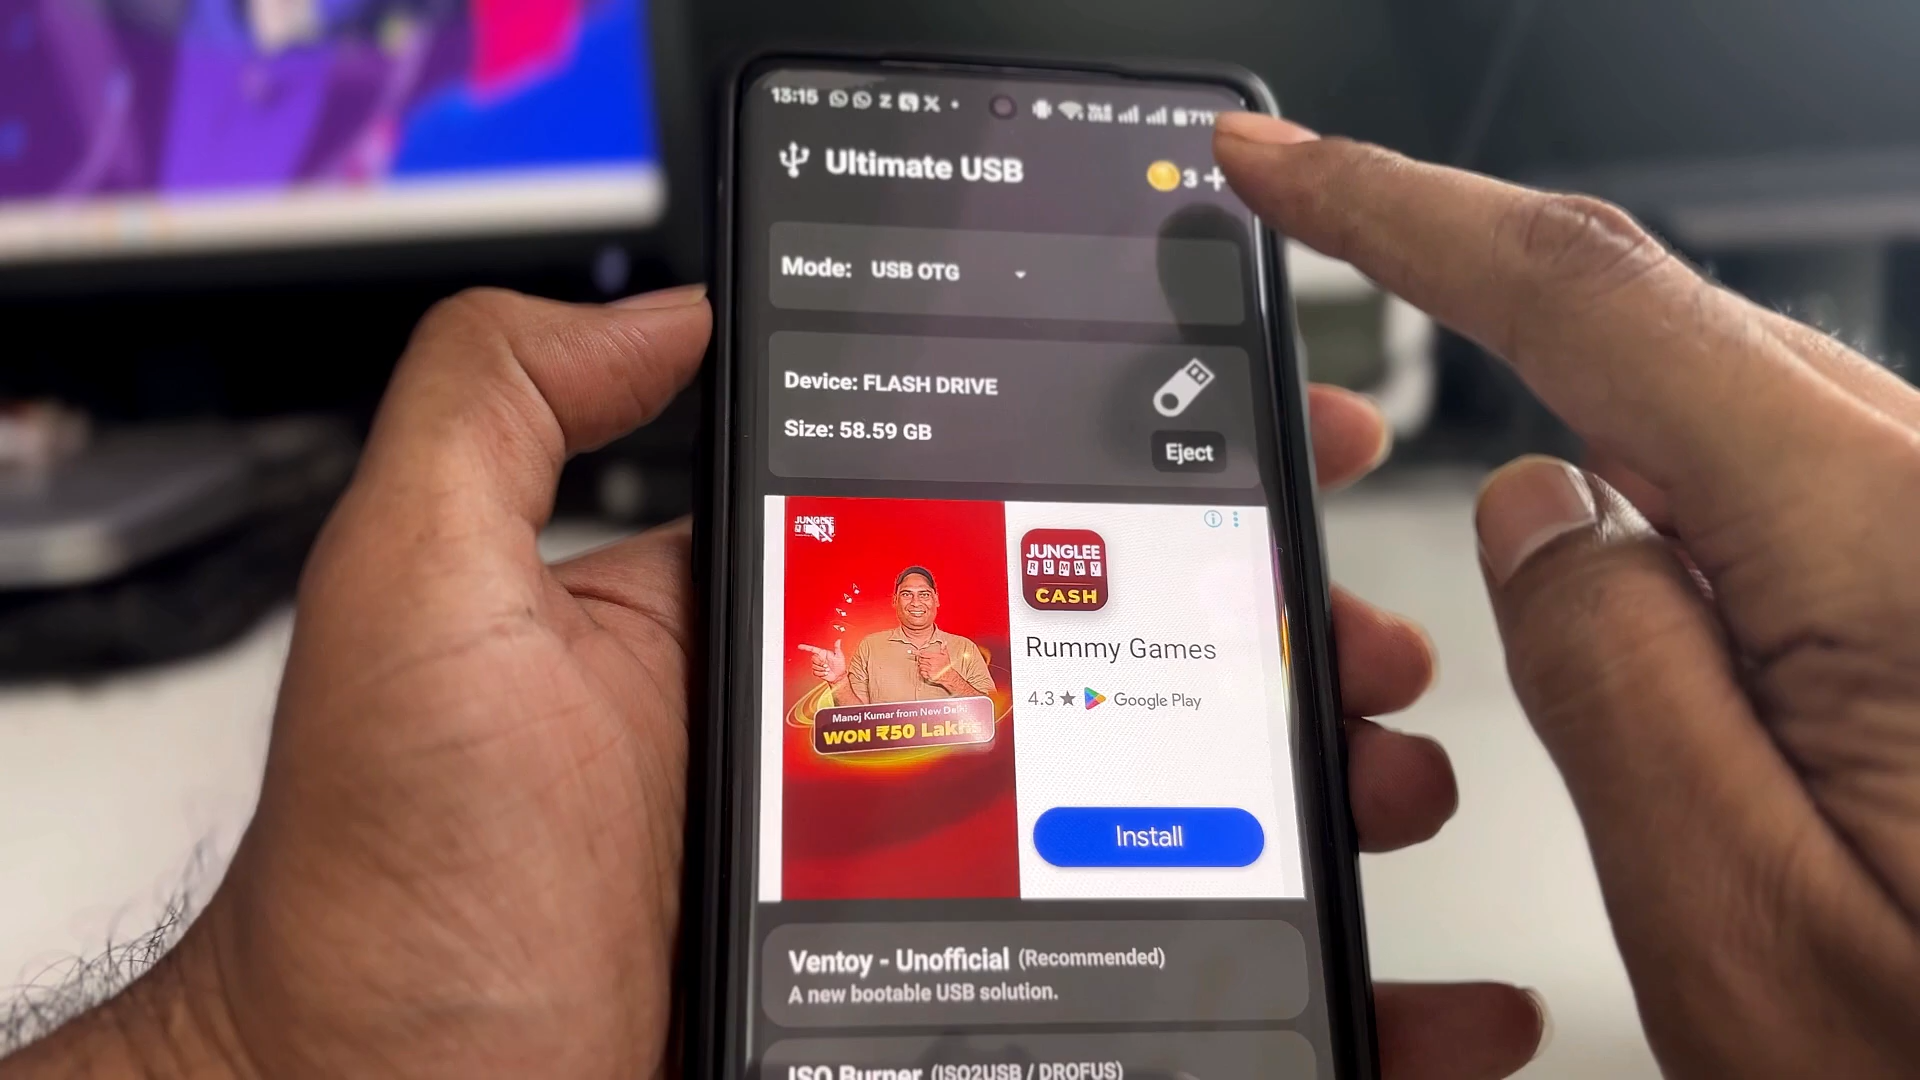 13:15
71%
Ultimate USB
3 +
Mode: USB OTG
Device: FLASH DRIVE
Size: 58.59 GB
Eject
JUNGLEE
JUNGLEE
RUMMY
CASH
Rummy Games
4.3 ★ Google Play
Manoj Kumar from New Delhi
WON ₹50 Lakhs
Install
Ventoy - Unofficial (Recommended)
A new bootable USB solution.
ISO Burner (ISO2USB / DROFUS)